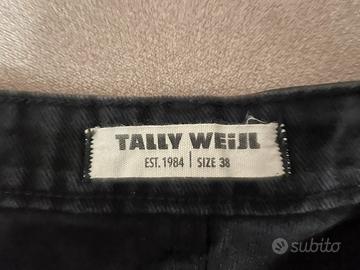 TALLY WEiJL
EST. 1984 | SIZE 38
subito